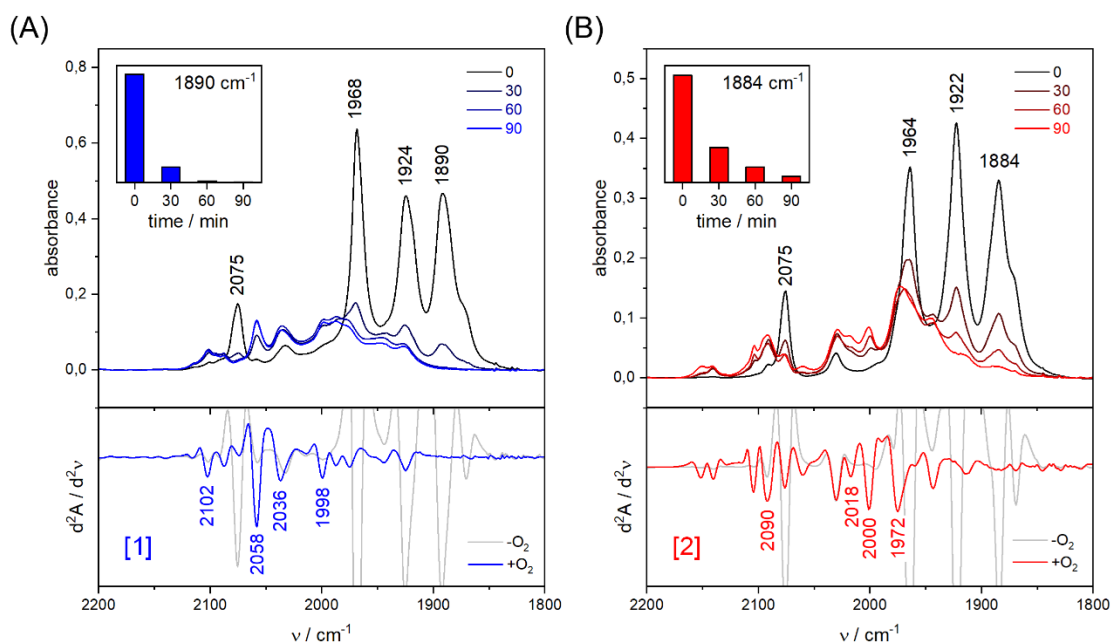 (A)
0,8
0,6
0,4
0,2
0,0
absorbance
1890 cm⁻¹
0 30 60 90
time / min
0
30
60
90
2075
1968
1924
1890
d²A / d²ν
2102
2058
2036
1998
[1]
-O₂
+O₂
2200 2100 2000 1900 1800
ν / cm⁻¹
(B)
0,5
0,4
0,3
0,2
0,1
0,0
absorbance
1884 cm⁻¹
0 30 60 90
time / min
0
30
60
90
2075
1964
1922
1884
d²A / d²ν
2090
2018
2000
1972
[2]
-O₂
+O₂
2200 2100 2000 1900 1800
ν / cm⁻¹